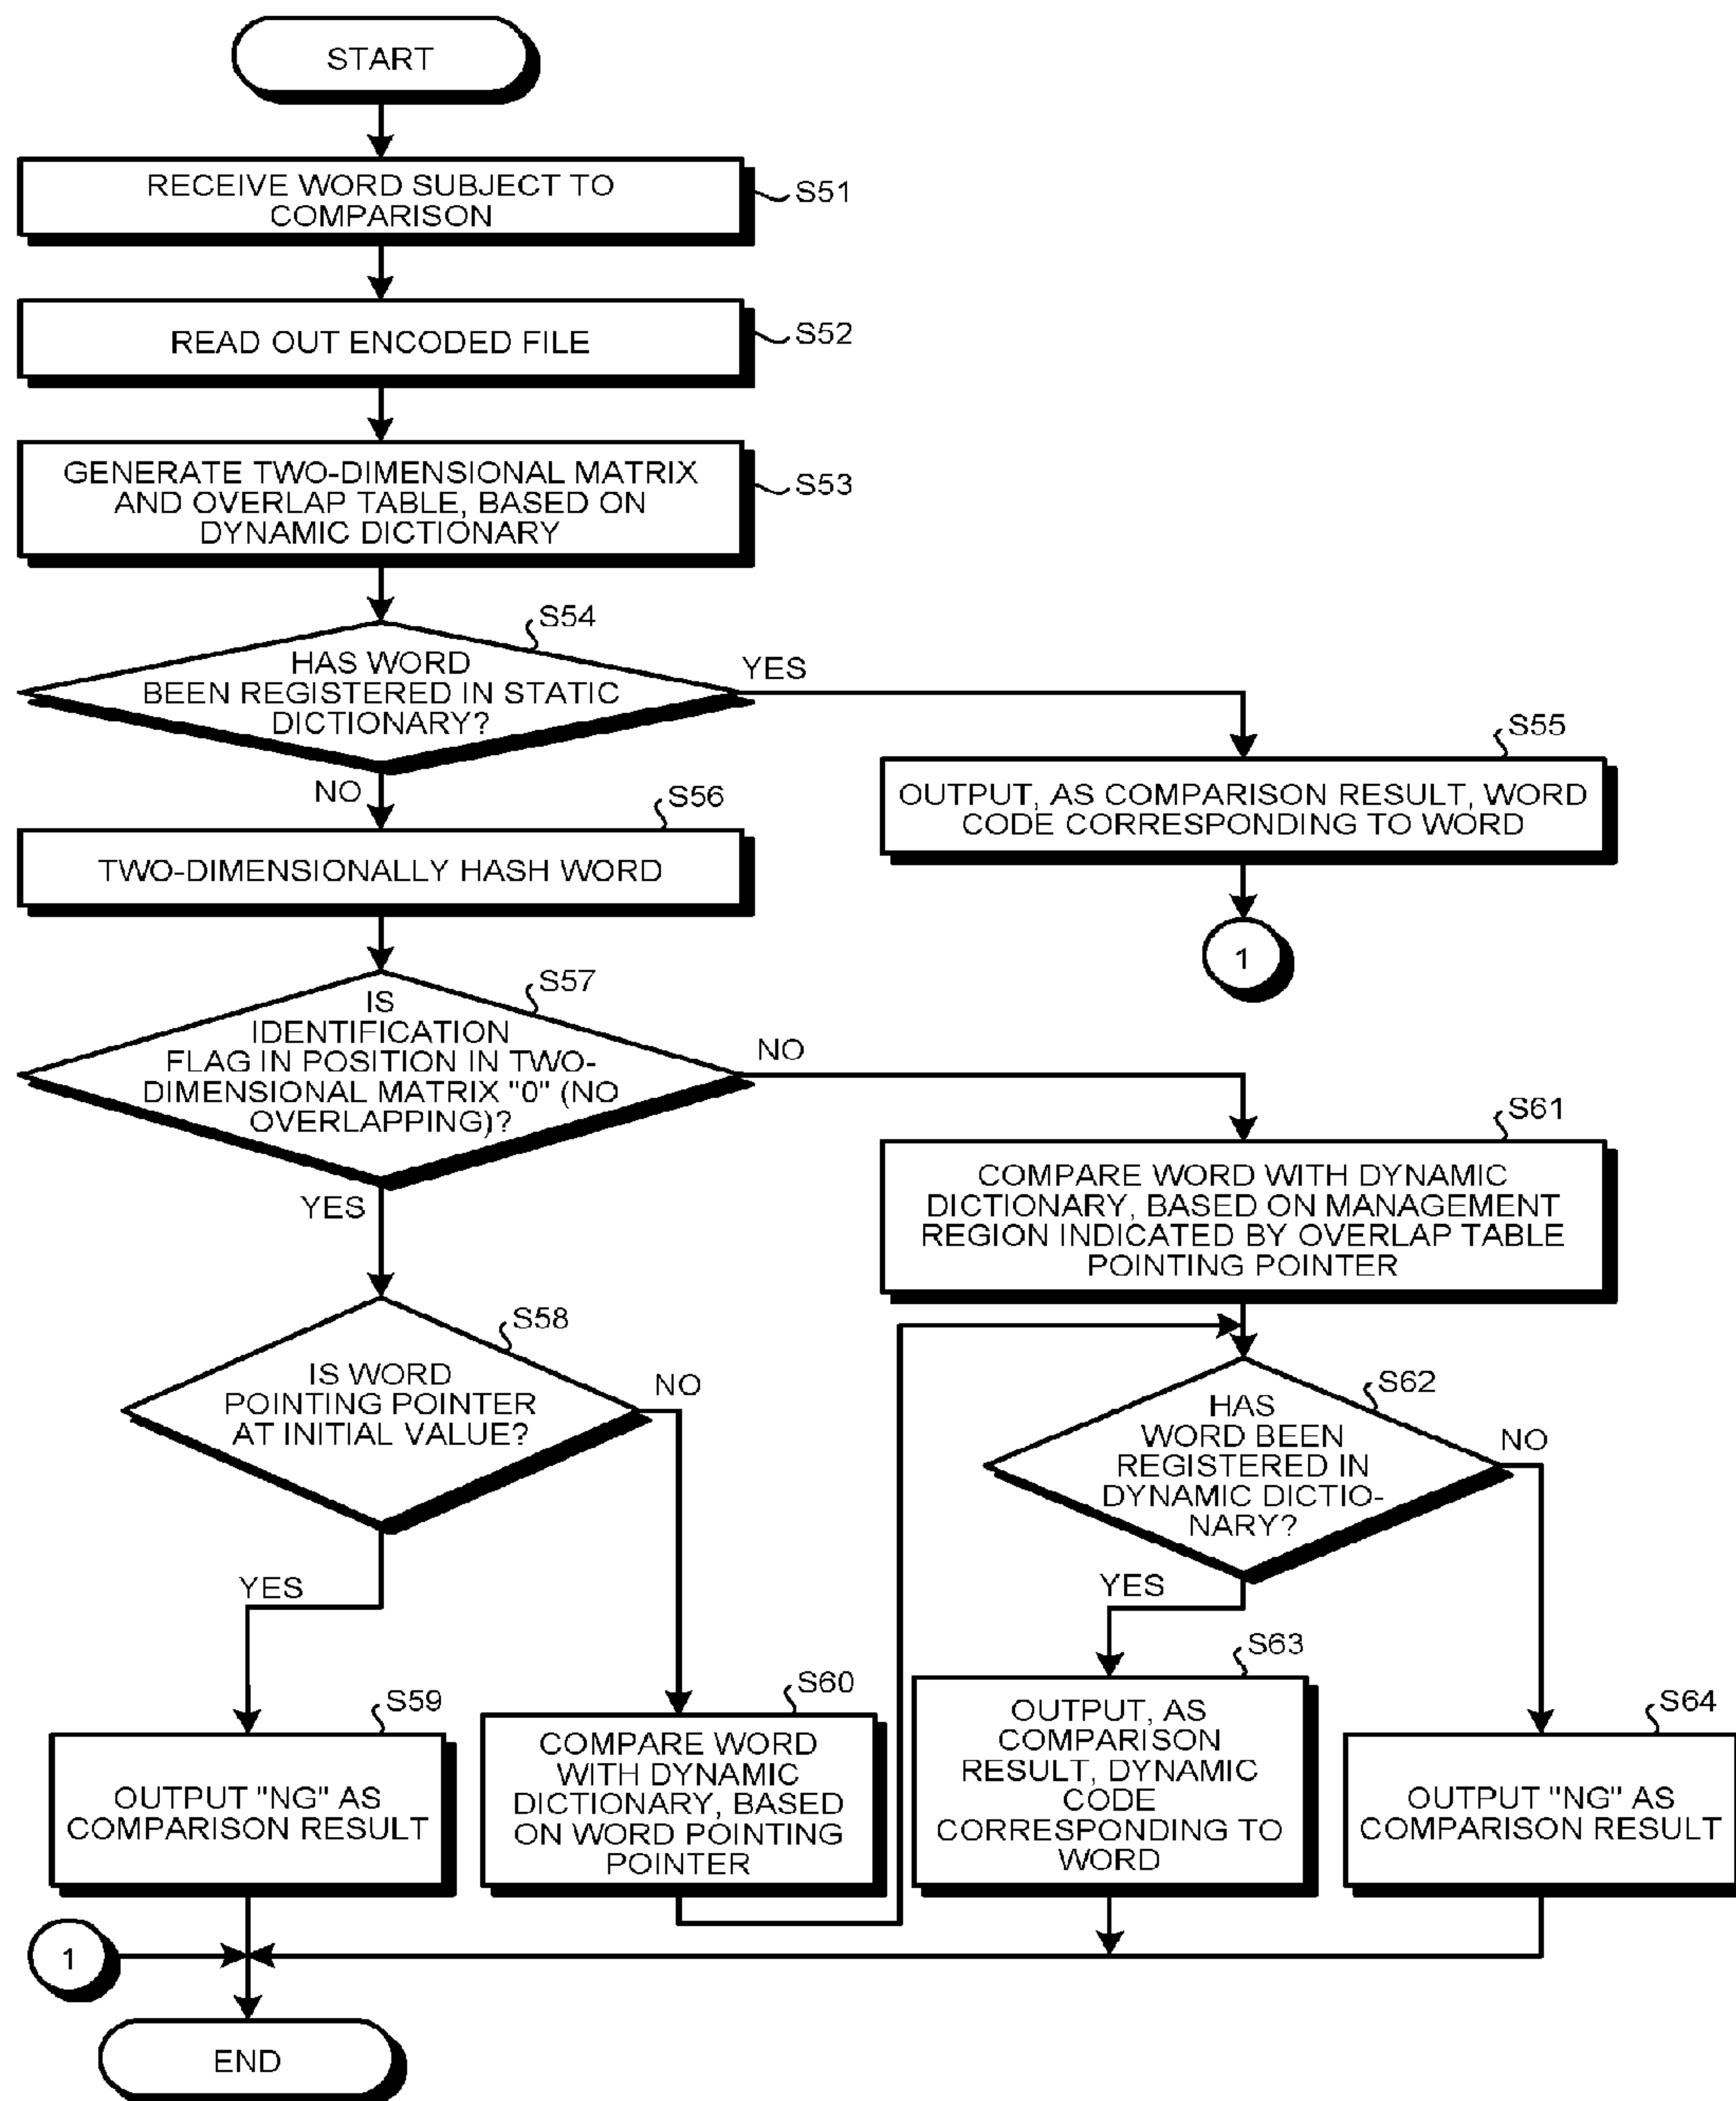 START
RECEIVE WORD SUBJECT TO
COMPARISON
S51
READ OUT ENCODED FILE
S52
GENERATE TWO-DIMENSIONAL MATRIX
AND OVERLAP TABLE, BASED ON
DYNAMIC DICTIONARY
S53
S54
HAS WORD
BEEN REGISTERED IN STATIC
DICTIONARY?
YES
NO
S55
OUTPUT, AS COMPARISON RESULT, WORD
CODE CORRESPONDING TO WORD
1
S56
TWO-DIMENSIONALLY HASH WORD
S57
IS
IDENTIFICATION
FLAG IN POSITION IN TWO-
DIMENSIONAL MATRIX "0" (NO
OVERLAPPING)?
NO
YES
S61
COMPARE WORD WITH DYNAMIC
DICTIONARY, BASED ON MANAGEMENT
REGION INDICATED BY OVERLAP TABLE
POINTING POINTER
S58
IS WORD
POINTING POINTER
AT INITIAL VALUE?
NO
YES
S62
HAS
WORD BEEN
REGISTERED IN
DYNAMIC DICTIO-
NARY?
NO
YES
S59
OUTPUT "NG" AS
COMPARISON RESULT
S60
COMPARE WORD
WITH DYNAMIC
DICTIONARY, BASED
ON WORD POINTING
POINTER
S63
OUTPUT, AS
COMPARISON
RESULT, DYNAMIC
CODE
CORRESPONDING TO
WORD
S64
OUTPUT "NG" AS
COMPARISON RESULT
1
END